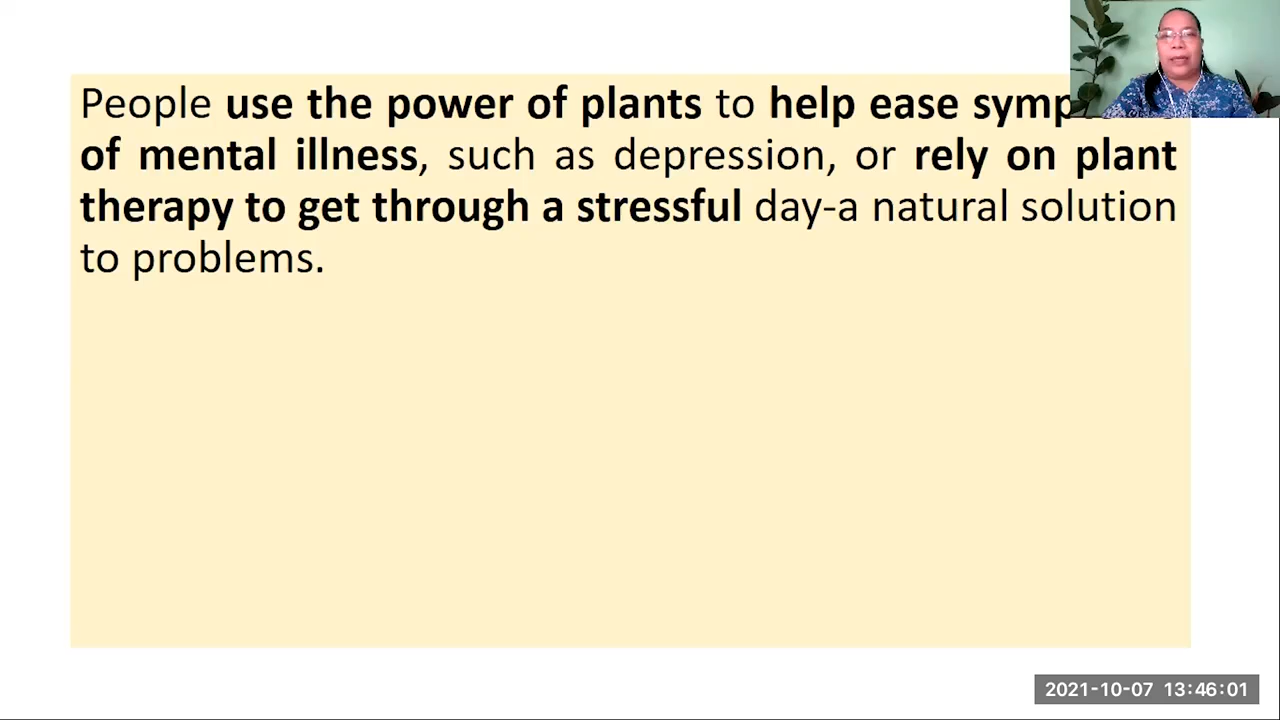 People use the power of plants to help ease
of mental illness, such as depression, or rely on plant
therapy to get through a stressful day-a natural solution
to problems.
2021-10-07 13:46:01